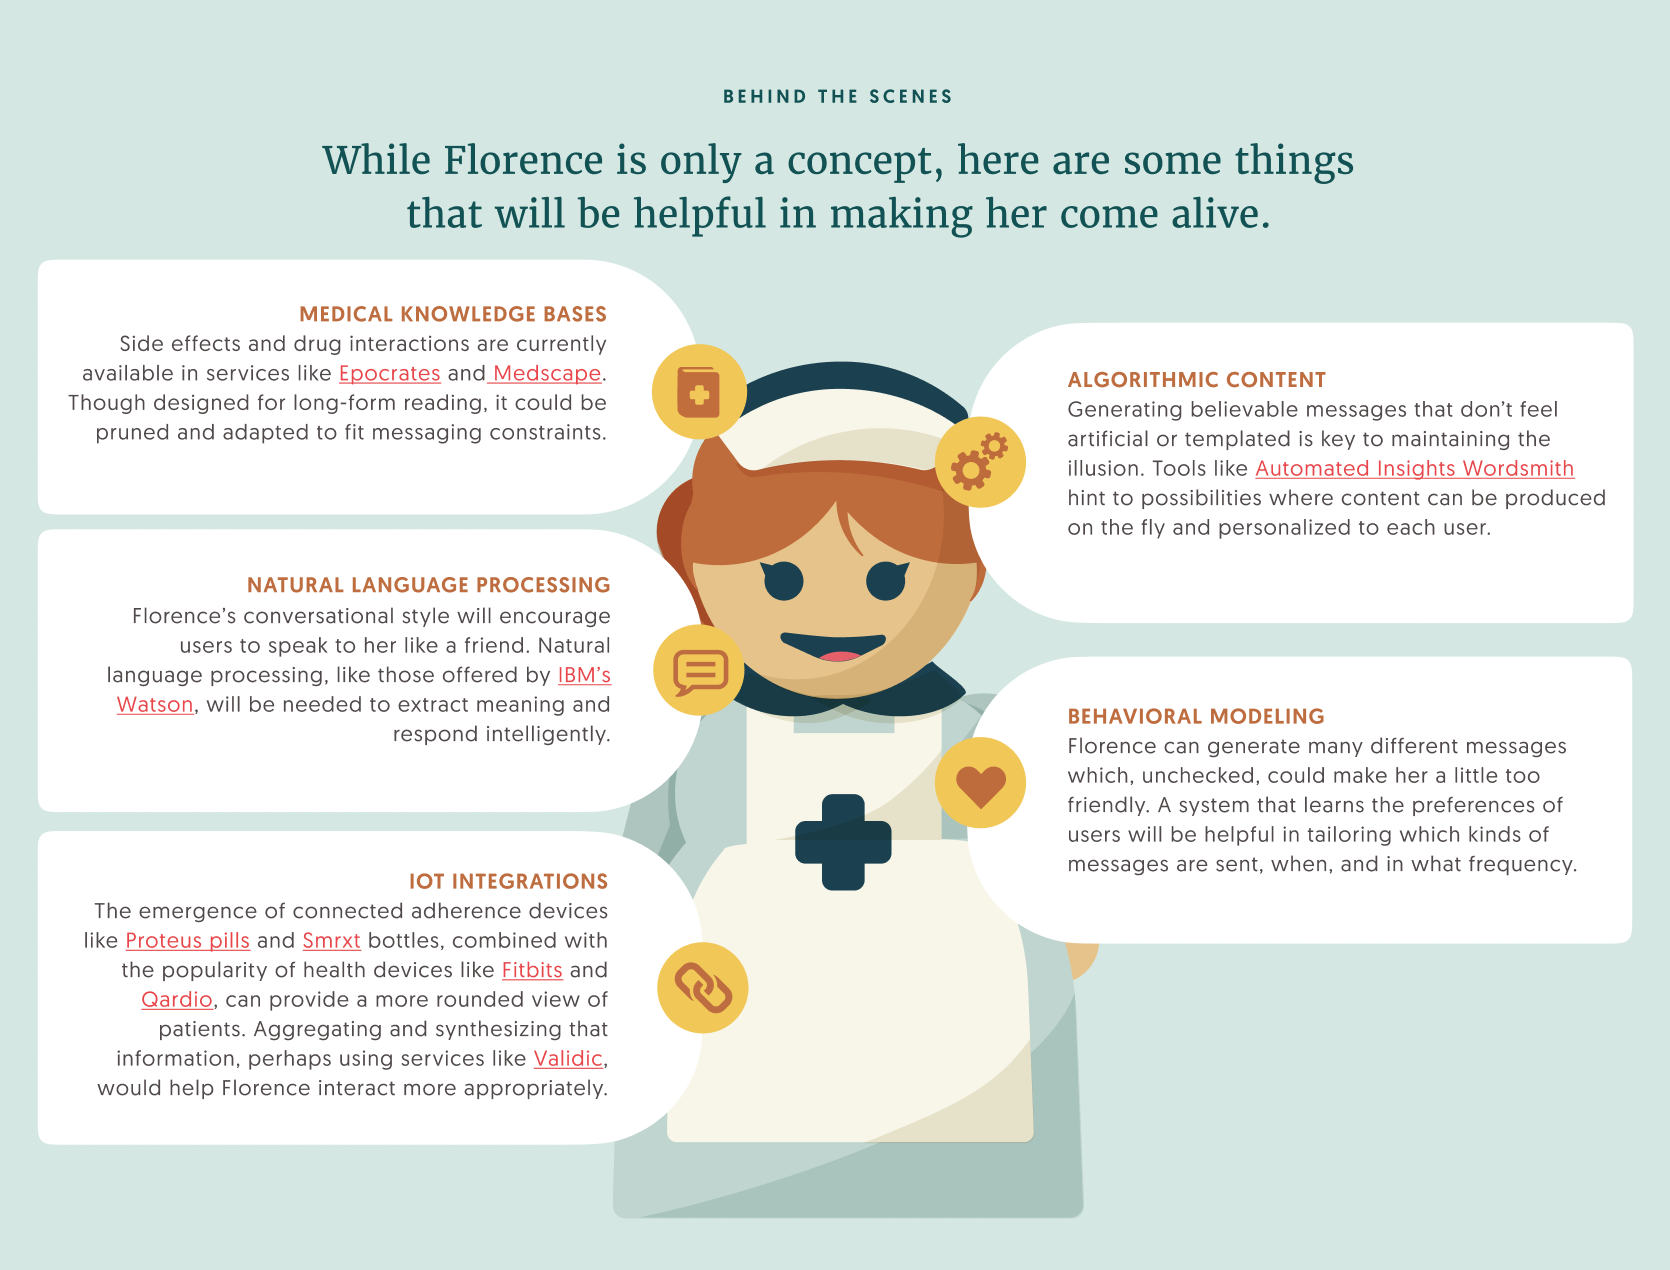 BEHIND THE SCENES
While Florence is only a concept, here are some things
that will be helpful in making her come alive.
MEDICAL KNOWLEDGE BASES
Side effects and drug interactions are currently
available in services like Epocrates and Medscape.
Though designed for long-form reading, it could be
pruned and adapted to fit messaging constraints.
NATURAL LANGUAGE PROCESSING
Florence’s conversational style will encourage
users to speak to her like a friend. Natural
language processing, like those offered by IBM’s
Watson, will be needed to extract meaning and
respond intelligently.
IOT INTEGRATIONS
The emergence of connected adherence devices
like Proteus pills and Smrxt bottles, combined with
the popularity of health devices like Fitbits and
Qardio, can provide a more rounded view of
patients. Aggregating and synthesizing that
information, perhaps using services like Validic,
would help Florence interact more appropriately.
ALGORITHMIC CONTENT
Generating believable messages that don’t feel
artificial or templated is key to maintaining the
illusion. Tools like Automated Insights Wordsmith
hint to possibilities where content can be produced
on the fly and personalized to each user.
BEHAVIORAL MODELING
Florence can generate many different messages
which, unchecked, could make her a little too
friendly. A system that learns the preferences of
users will be helpful in tailoring which kinds of
messages are sent, when, and in what frequency.